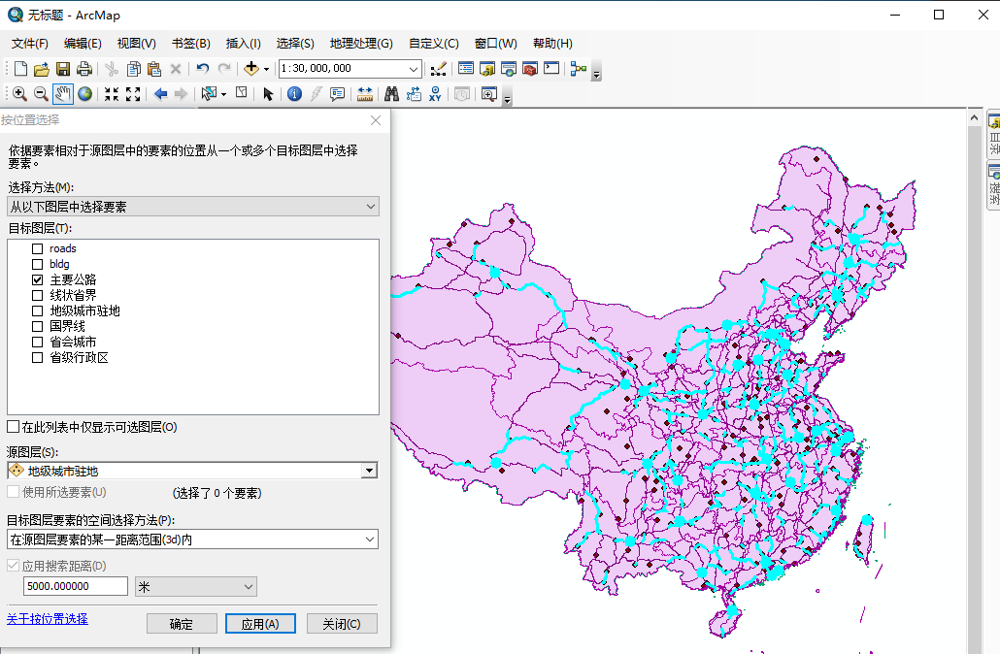 无标题 - ArcMap
文件(F) 编辑(E) 视图(V) 书签(B) 插入(I) 选择(S) 地理处理(G) 自定义(C) 窗口(W) 帮助(H)
1:30,000,000
XY
按位置选择
依据要素相对于源图层中的要素的位置从一个或多个目标图层中选择
要素。
选择方法(M):
从以下图层中选择要素
目标图层(T):
roads
bldg
主要公路
线状省界
地级城市驻地
国界线
省会城市
省级行政区
在此列表中仅显示可选图层(O)
源图层(S):
地级城市驻地
使用所选要素(U) (选择了 0 个要素)
目标图层要素的空间选择方法(P):
在源图层要素的某一距离范围(3d)内
应用搜索距离(D)
5000.000000 米
关于按位置选择 确定 应用(A) 关闭(C)